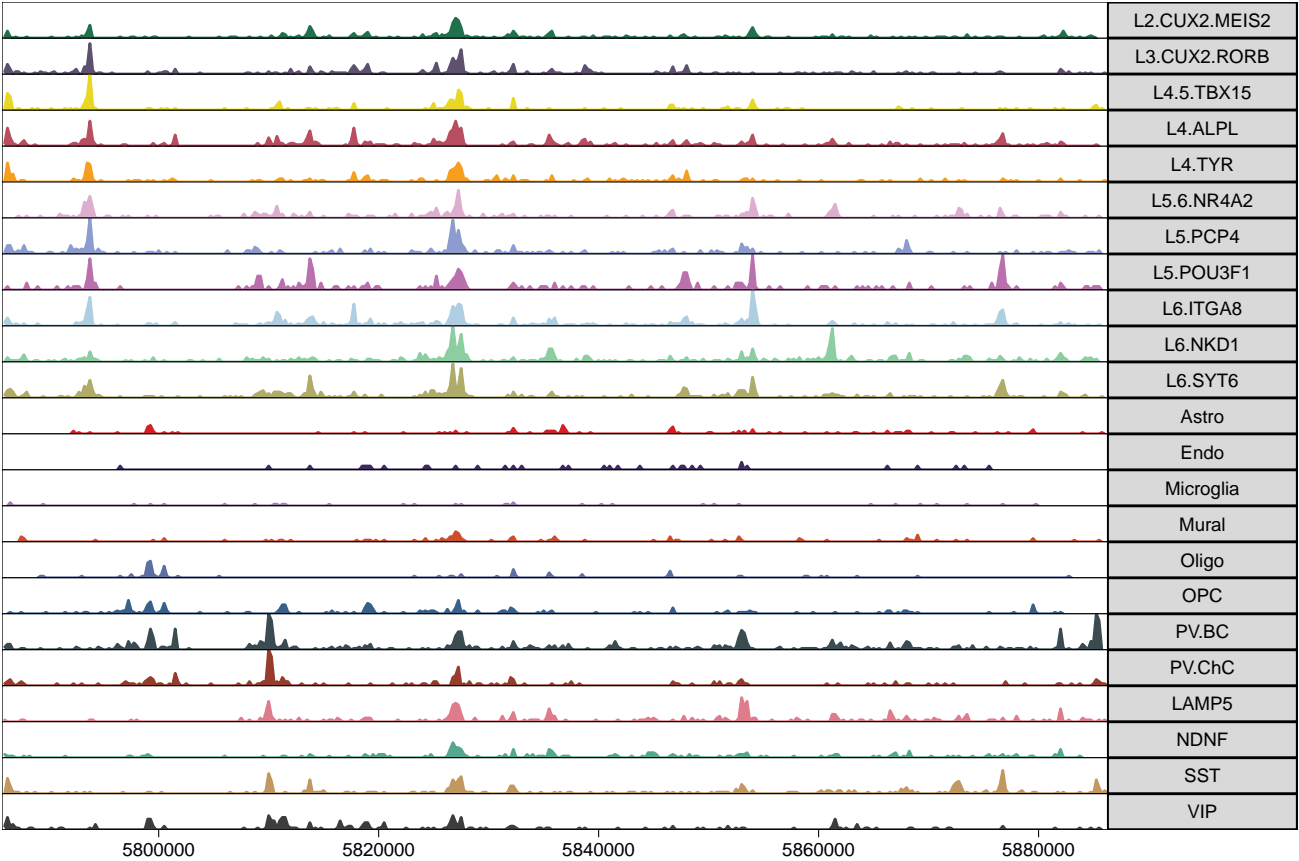 L2.CUX2.MEIS2
L3.CUX2.RORB
L4.5.TBX15
L4.ALPL
L4.TYR
L5.6.NR4A2
L5.PCP4
L5.POU3F1
L6.ITGA8
L6.NKD1
L6.SYT6
Astro
Endo
Microglia
Mural
Oligo
OPC
PV.BC
PV.ChC
LAMP5
NDNF
SST
VIP
5800000 5820000 5840000 5860000 5880000